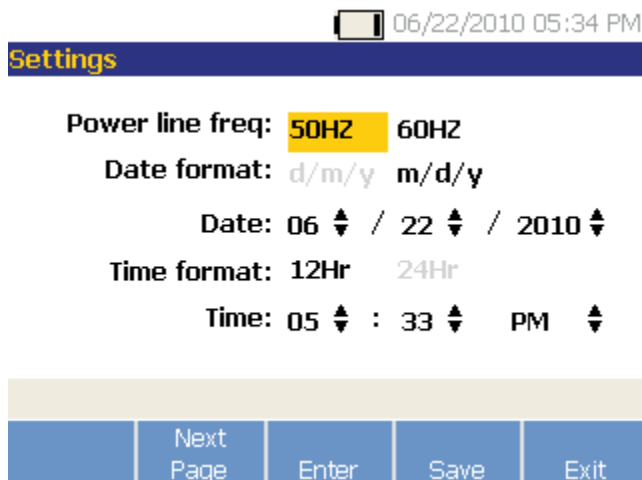 06/22/2010 05:34 PM
Settings
Power line freq: 50HZ 60HZ
Date format: d/m/y m/d/y
Date: 06 / 22 / 2010
Time format: 12Hr 24Hr
Time: 05 : 33 PM
Next
Page Enter Save Exit